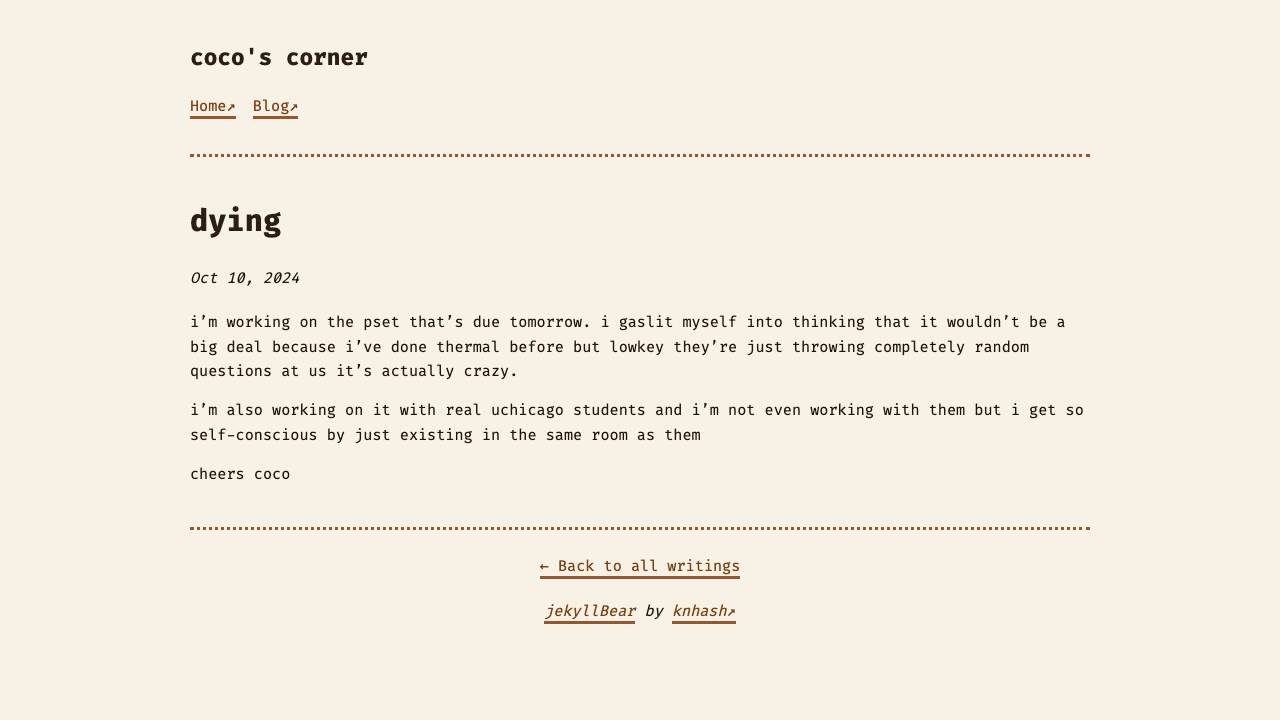 coco's corner
Home↗ Blog↗
dying
Oct 10, 2024
i’m working on the pset that’s due tomorrow. i gaslit myself into thinking that it wouldn’t be a
big deal because i’ve done thermal before but lowkey they’re just throwing completely random
questions at us it’s actually crazy.
i’m also working on it with real uchicago students and i’m not even working with them but i get so
self-conscious by just existing in the same room as them
cheers coco
← Back to all writings
jekyllBear by knhash↗